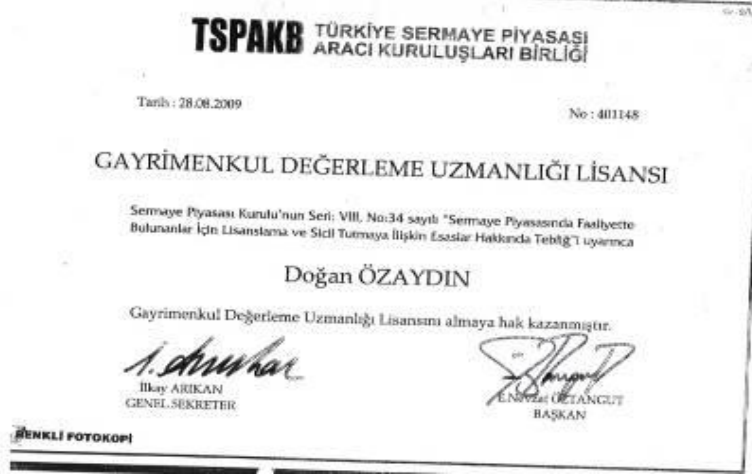 TSPAKB TÜRKİYE SERMAYE PİYASASI
ARACI KURULUŞLARI BİRLİĞİ
Tarih : 28.08.2009
No : 401148
GAYRİMENKUL DEĞERLEME UZMANLIĞI LİSANSI
Sermaye Piyasası Kurulu'nun Seri: VIII, No:34 sayılı "Sermaye Piyasasında Faaliyette
Bulunanlar İçin Lisanslama ve Sicil Tutmaya İlişkin Esaslar Hakkında Tebliğ"i uyarınca
Doğan ÖZAYDIN
Gayrimenkul Değerleme Uzmanlığı Lisansını almaya hak kazanmıştır.
İlkay ARIKAN
GENEL SEKRETER
E.Nevzat ÖZTANGUT
BAŞKAN
RENKLİ FOTOKOPİ